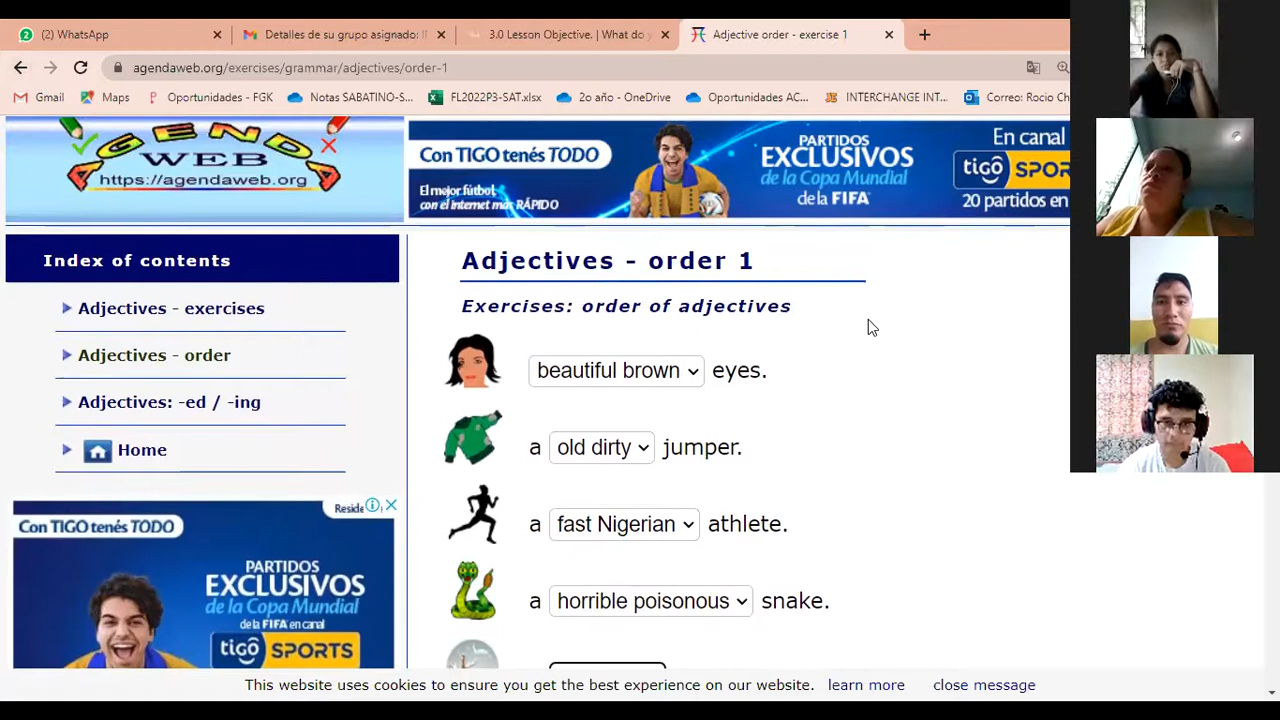 (2) WhatsApp
Detalles de su grupo asignado: I
3.0 Lesson Objective. | What do y
Adjective order - exercise 1
agendaweb.org/exercises/grammar/adjectives/order-1
Gmail
Maps
Oportunidades - FGK
Notas SABATINO-S...
FL2022P3-SAT.xlsx
2o año - OneDrive
Oportunidades AC...
INTERCHANGE INT...
Correo: Rocio Ch
AGENDA
WEB
https://agendaweb.org
Con TIGO tenés TODO
El mejor fútbol,
con el internet mas RÁPIDO
PARTIDOS
EXCLUSIVOS
de la Copa Mundial
de la FIFA
En canal
tigo SPOR
20 partidos en
Index of contents
Adjectives - exercises
Adjectives - order
Adjectives: -ed / -ing
Home
Adjectives - order 1
Exercises: order of adjectives
beautiful brown eyes.
a old dirty jumper.
a fast Nigerian athlete.
a horrible poisonous snake.
Reside
Con TIGO tenés TODO
PARTIDOS
EXCLUSIVOS
de la Copa Mundial
de la FIFA en canal
tigo SPORTS
This website uses cookies to ensure you get the best experience on our website. learn more close message